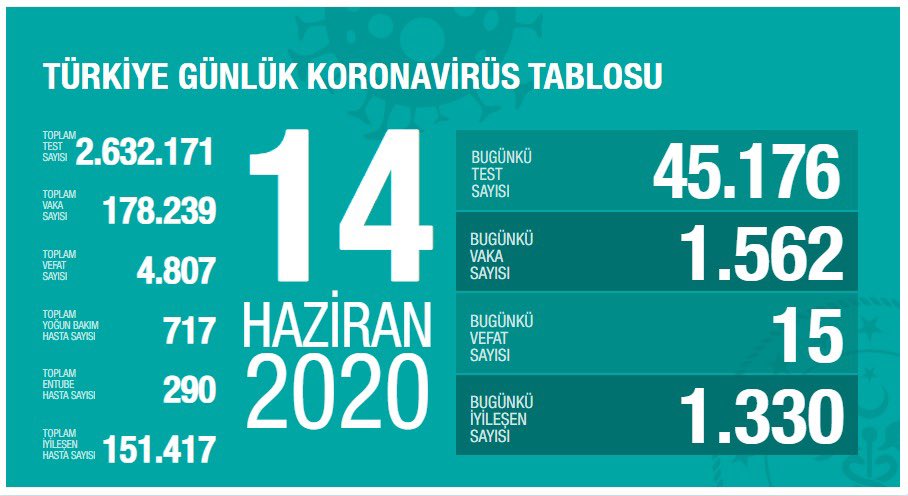 TÜRKİYE GÜNLÜK KORONAVİRÜS TABLOSU
TOPLAM
TEST
SAYISI
2.632.171
TOPLAM
VAKA
SAYISI
178.239
TOPLAM
VEFAT
SAYISI
4.807
TOPLAM
YOĞUN BAKIM
HASTA SAYISI
717
TOPLAM
ENTUBE
HASTA SAYISI
290
TOPLAM
İYİLEŞEN
HASTA SAYISI
151.417
14
HAZİRAN
2020
BUGÜNKÜ
TEST
SAYISI
45.176
BUGÜNKÜ
VAKA
SAYISI
1.562
BUGÜNKÜ
VEFAT
SAYISI
15
BUGÜNKÜ
İYİLEŞEN
SAYISI
1.330